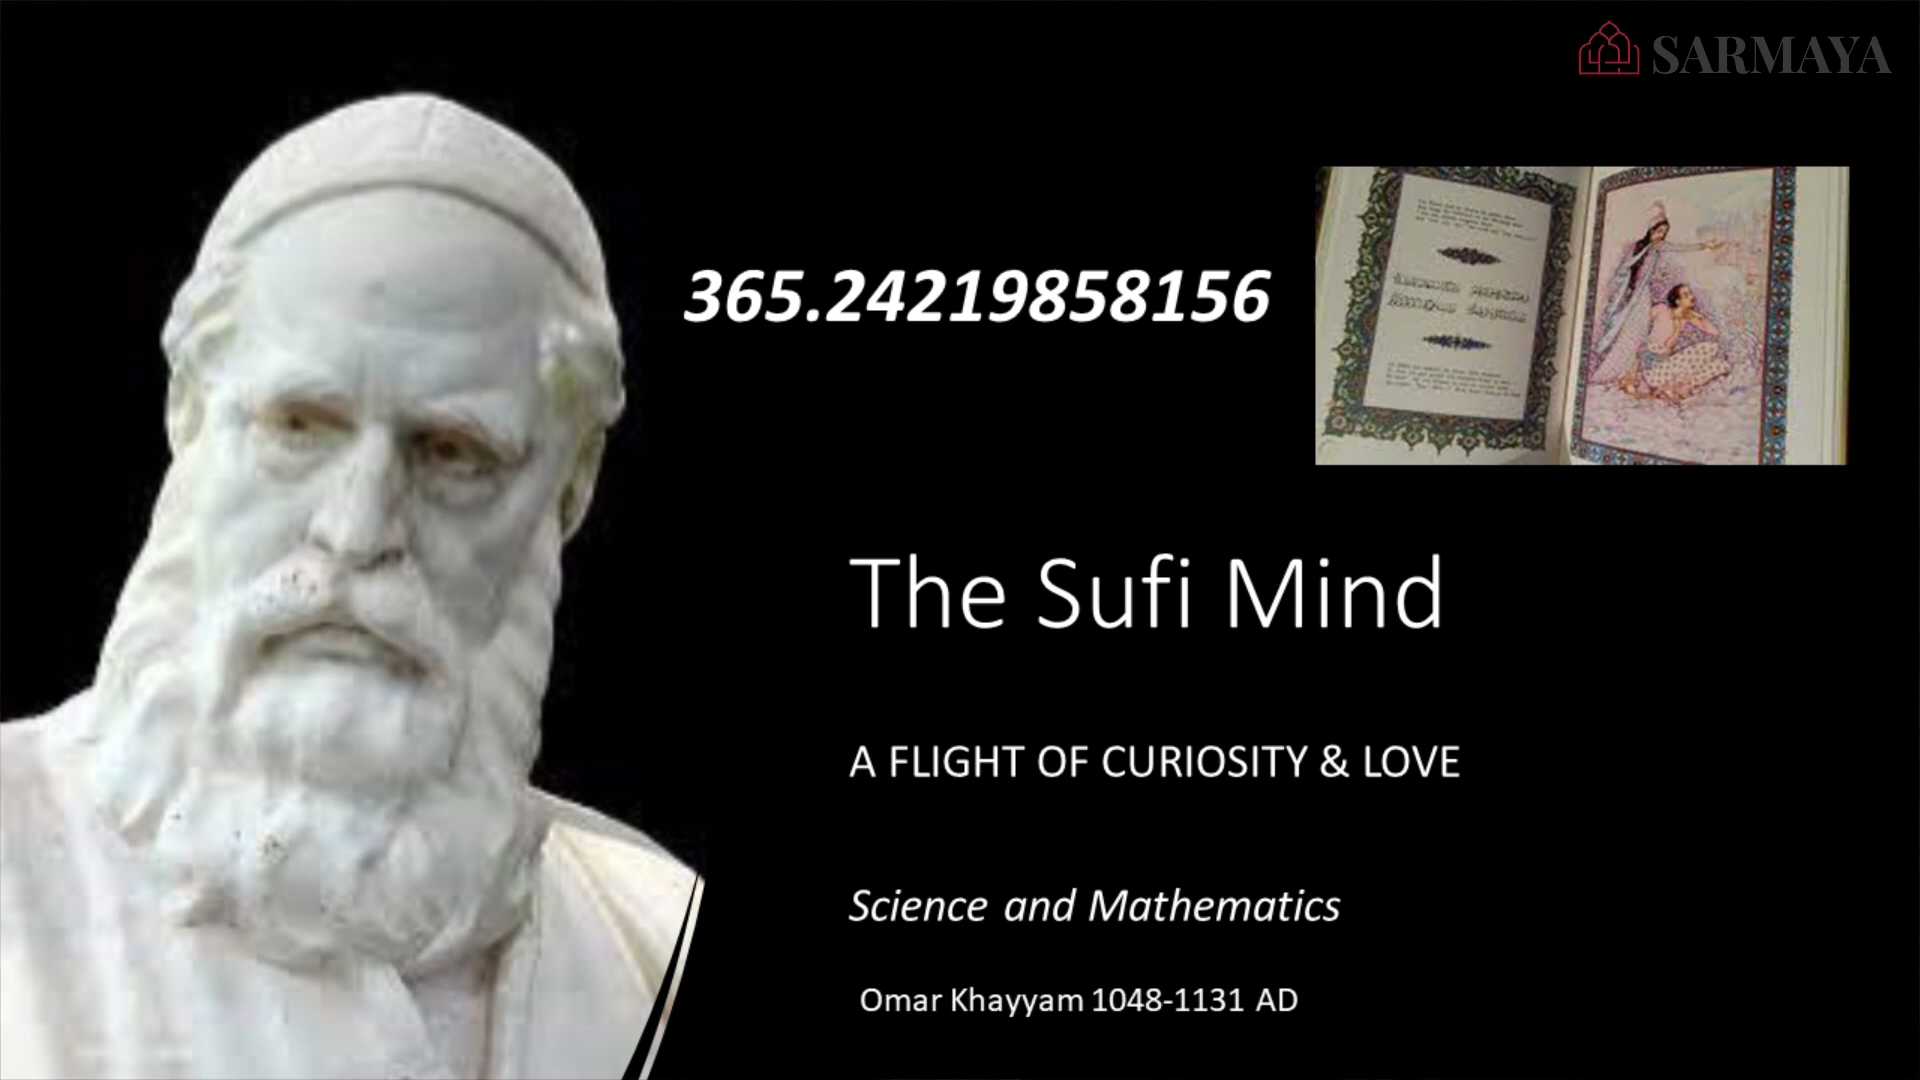 SARMAYA
365.24219858156
The Sufi Mind
A FLIGHT OF CURIOSITY & LOVE
Science and Mathematics
Omar Khayyam 1048-1131 AD